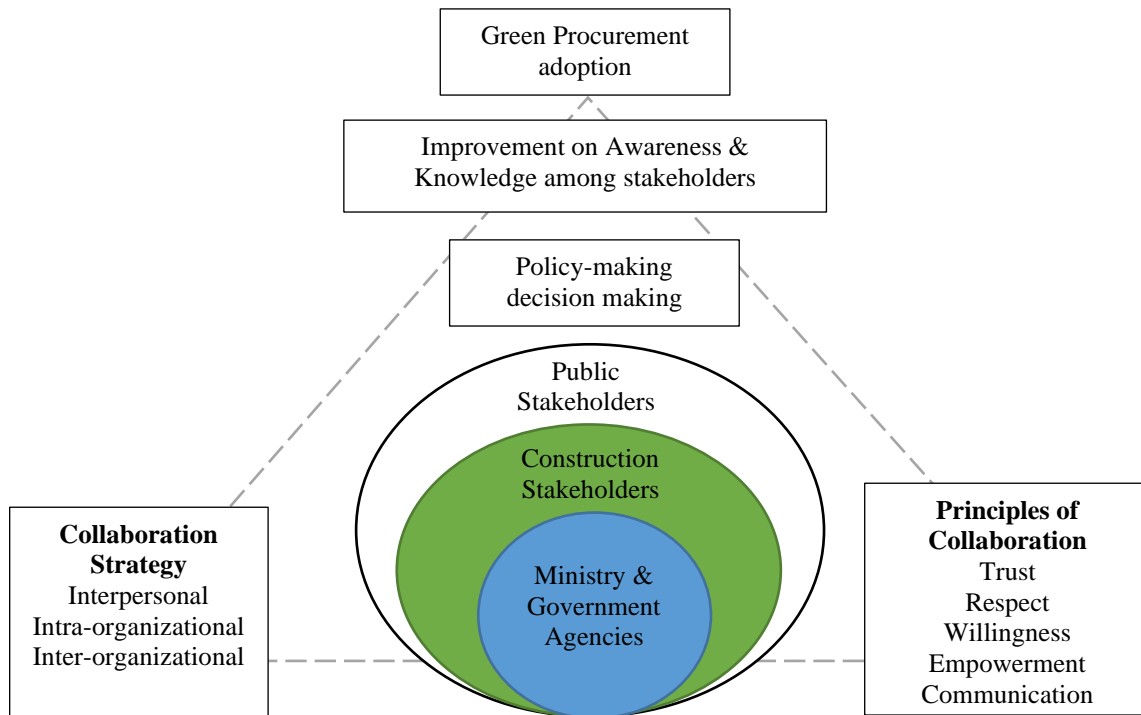 Green Procurement
adoption
Improvement on Awareness &
Knowledge among stakeholders
Policy-making
decision making
Public
Stakeholders
Construction
Stakeholders
Ministry &
Government
Agencies
Collaboration
Strategy
Interpersonal
Intra-organizational
Inter-organizational
Principles of
Collaboration
Trust
Respect
Willingness
Empowerment
Communication